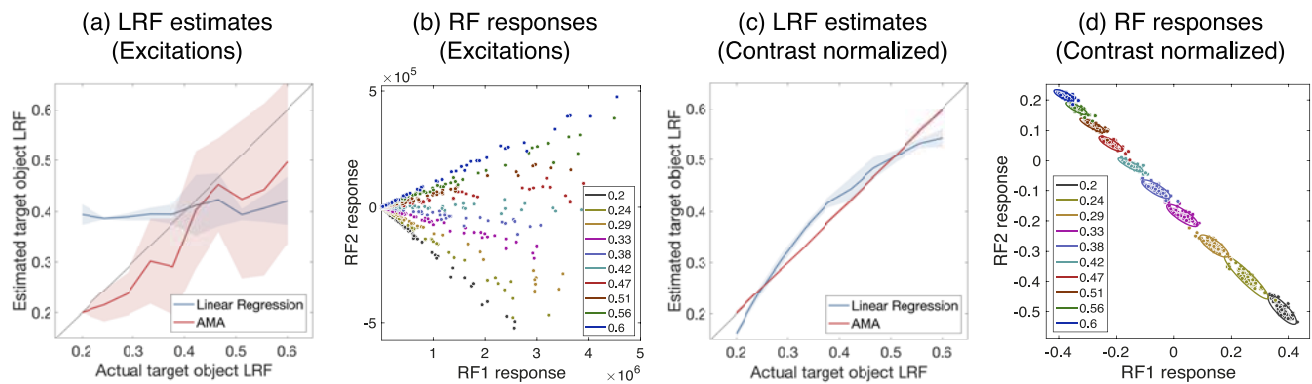 (a) LRF estimates
(Excitations)
Estimated target object LRF
0.6
0.5
0.4
0.3
0.2
Linear Regression
AMA
0.2 0.3 0.4 0.5 0.6
Actual target object LRF
(b) RF responses
(Excitations)
× 10⁵
RF2 response
5
0
-5
0.2
0.24
0.29
0.33
0.38
0.42
0.47
0.51
0.56
0.6
1 2 3 4 5
RF1 response
× 10⁶
(c) LRF estimates
(Contrast normalized)
Estimated target object LRF
0.6
0.5
0.4
0.3
0.2
Linear Regression
AMA
0.2 0.3 0.4 0.5 0.6
Actual target object LRF
(d) RF responses
(Contrast normalized)
RF2 response
0.2
0.1
0
-0.1
-0.2
-0.3
-0.4
-0.5
0.2
0.24
0.29
0.33
0.38
0.42
0.47
0.51
0.56
0.6
-0.4 -0.2 0 0.2 0.4
RF1 response